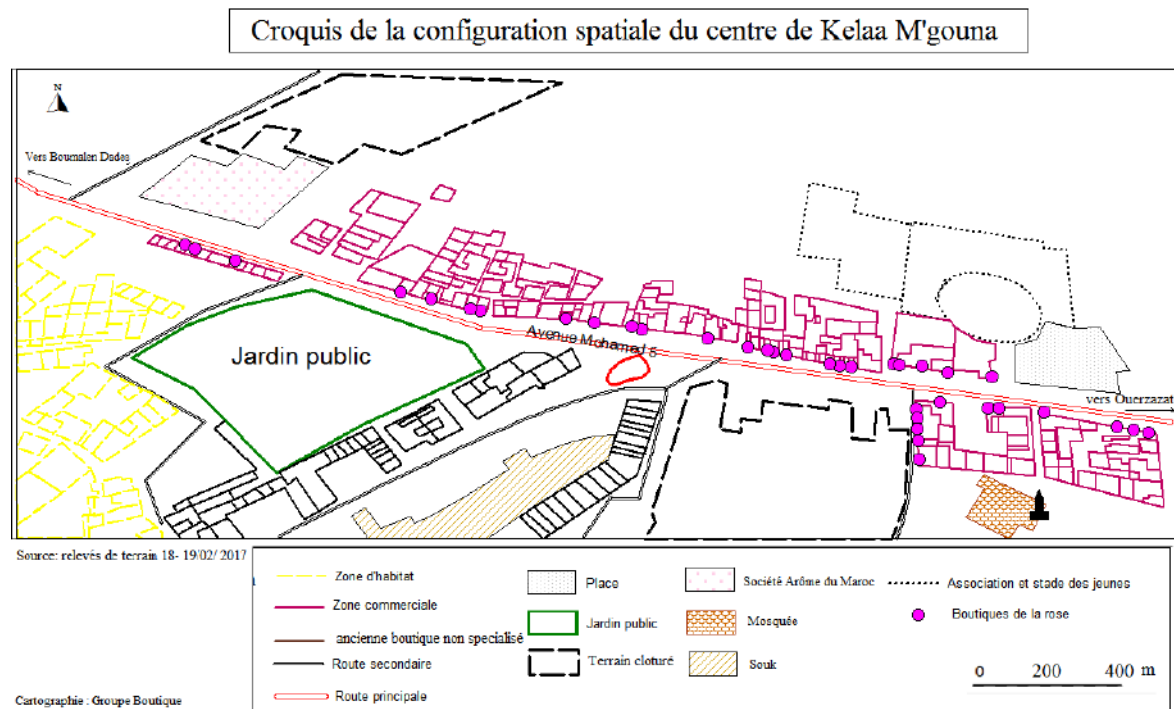 Croquis de la configuration spatiale du centre de Kelaa M'gouna
N
Vers Boumalen Dades
Jardin public
Avenue Mohamed 5
vers Ouerzazat
Source: relevés de terrain 18- 19/02/ 2017
Zone d'habitat
Zone commerciale
ancienne boutique non specialisé
Route secondaire
Route principale
Place
Jardin public
Terrain cloturé
Société Arôme du Maroc
Mosquée
Souk
Association et stade des jeunes
Boutiques de la rose
0 200 400 m
Cartographie : Groupe Boutique